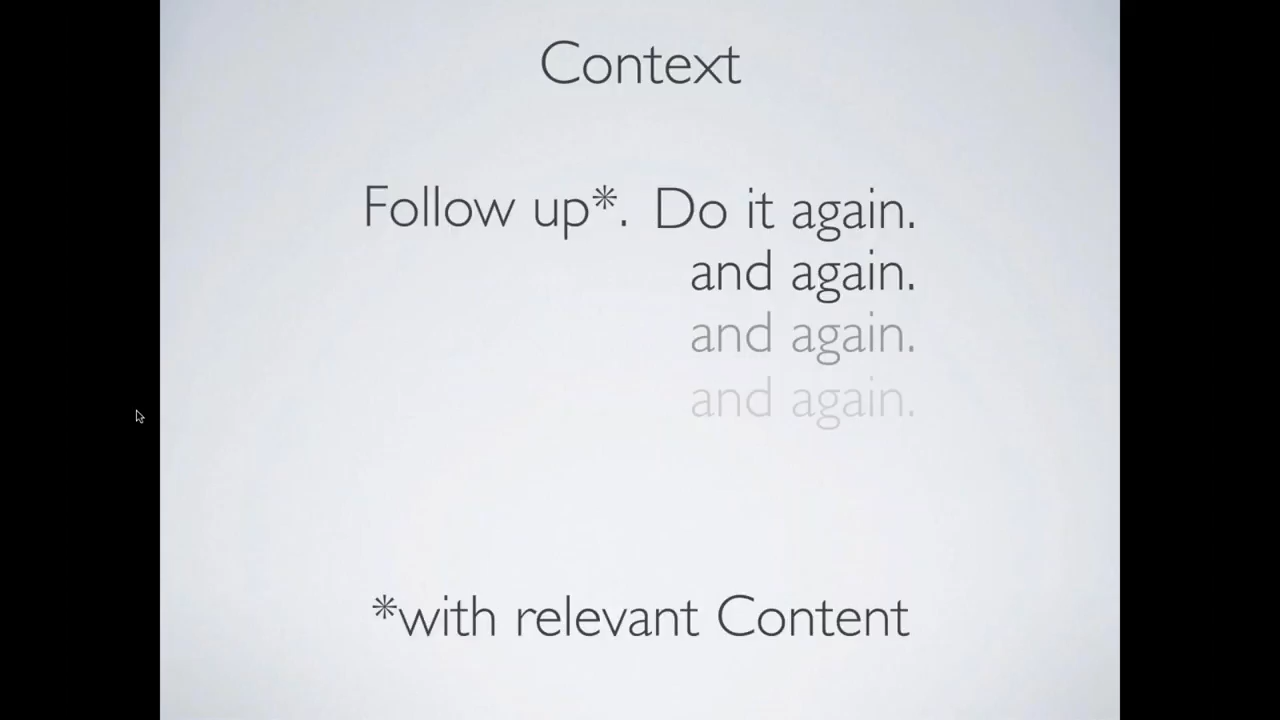 Context
Follow up*. Do it again.
and again.
and again.
and again.
*with relevant Content